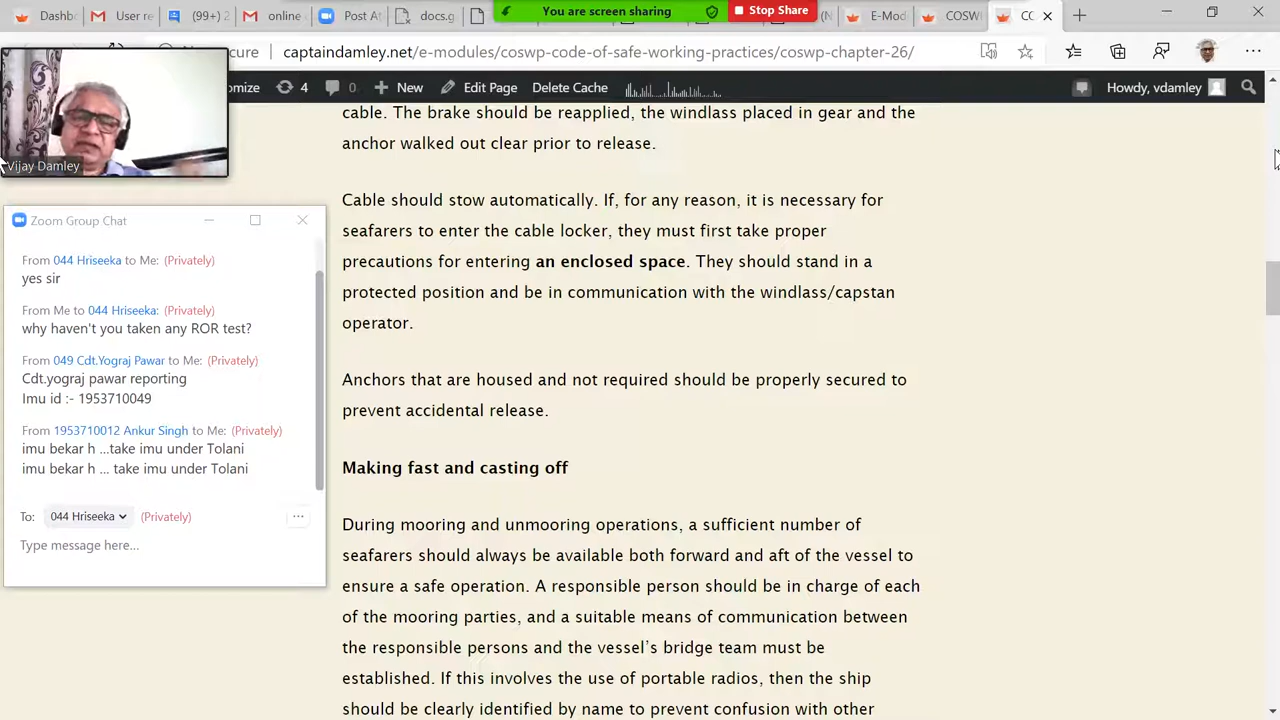 Dashb
User re
(99+) 2
online
Post At
docs.g
You are screen sharing
Stop Share
(N
E-Mod
COSW
CC
cure
captaindamley.net/e-modules/coswp-code-of-safe-working-practices/coswp-chapter-26/
omize
4
0
New
Edit Page
Delete Cache
Howdy, vdamley
Vijay Damley
Zoom Group Chat
From 044 Hriseeka to Me: (Privately)
yes sir
From Me to 044 Hriseeka: (Privately)
why haven't you taken any ROR test?
From 049 Cdt.Yograj Pawar to Me: (Privately)
Cdt.yograj pawar reporting
Imu id :- 1953710049
From 1953710012 Ankur Singh to Me: (Privately)
imu bekar h ...take imu under Tolani
imu bekar h ... take imu under Tolani
To: 044 Hriseeka (Privately)
Type message here...
cable. The brake should be reapplied, the windlass placed in gear and the
anchor walked out clear prior to release.
Cable should stow automatically. If, for any reason, it is necessary for
seafarers to enter the cable locker, they must first take proper
precautions for entering an enclosed space. They should stand in a
protected position and be in communication with the windlass/capstan
operator.
Anchors that are housed and not required should be properly secured to
prevent accidental release.
Making fast and casting off
During mooring and unmooring operations, a sufficient number of
seafarers should always be available both forward and aft of the vessel to
ensure a safe operation. A responsible person should be in charge of each
of the mooring parties, and a suitable means of communication between
the responsible persons and the vessel's bridge team must be
established. If this involves the use of portable radios, then the ship
should be clearly identified by name to prevent confusion with other